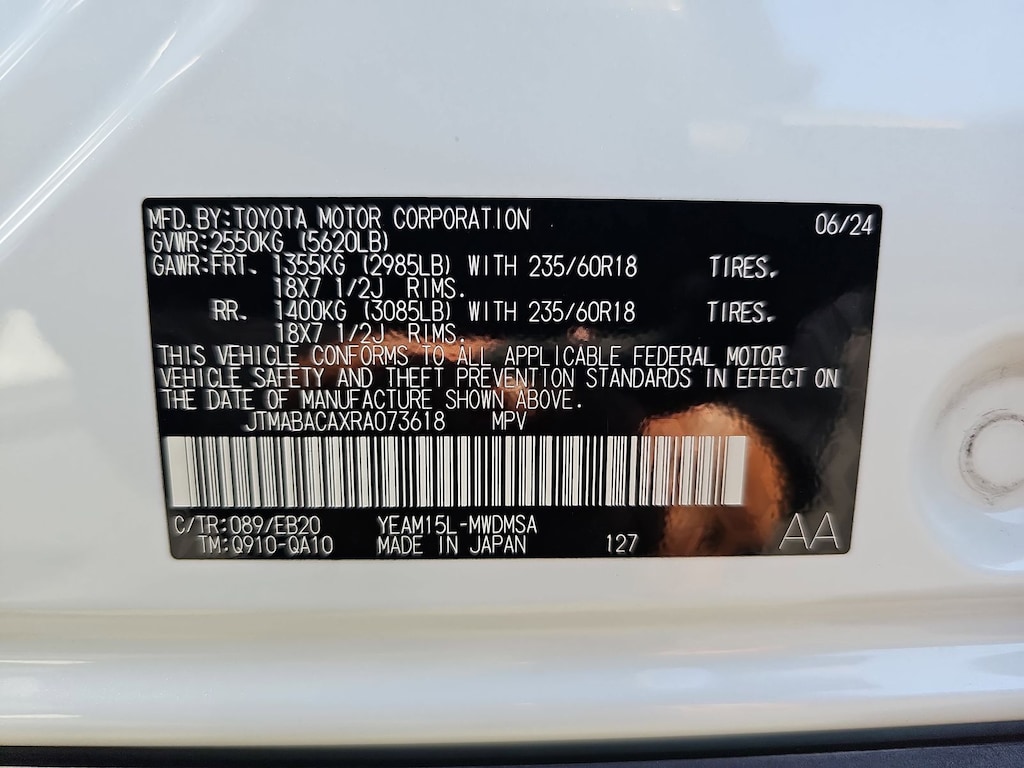 MFD. BY:TOYOTA MOTOR CORPORATION 06/24
GVWR:2550KG (5620LB)
GAWR:FRT. 1355KG (2985LB) WITH 235/60R18 TIRES.
18X7 1/2J RIMS.
RR. 1400KG (3085LB) WITH 235/60R18 TIRES.
18X7 1/2J RIMS.
THIS VEHICLE CONFORMS TO ALL APPLICABLE FEDERAL MOTOR
VEHICLE SAFETY AND THEFT PREVENTION STANDARDS IN EFFECT ON
THE DATE OF MANUFACTURE SHOWN ABOVE.
JTMABACAXRA073618 MPV
C/TR:089/EB20 YEAM15L-MWDMSA
TM:Q910-QA10 MADE IN JAPAN 127 AA